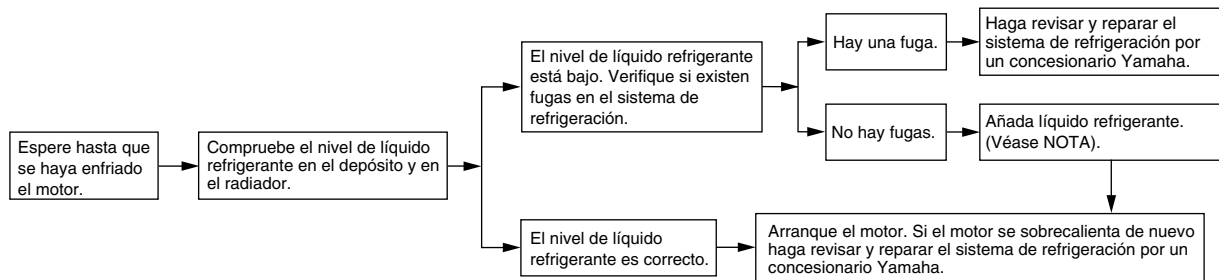 Espere hasta que
se haya enfriado
el motor.
Compruebe el nivel de líquido
refrigerante en el depósito y en
el radiador.
El nivel de líquido refrigerante
está bajo. Verifique si existen
fugas en el sistema de
refrigeración.
Hay una fuga.
Haga revisar y reparar el
sistema de refrigeración por
un concesionario Yamaha.
No hay fugas.
Añada líquido refrigerante.
(Véase NOTA).
El nivel de líquido
refrigerante es correcto.
Arranque el motor. Si el motor se sobrecalienta de nuevo
haga revisar y reparar el sistema de refrigeración por un
concesionario Yamaha.